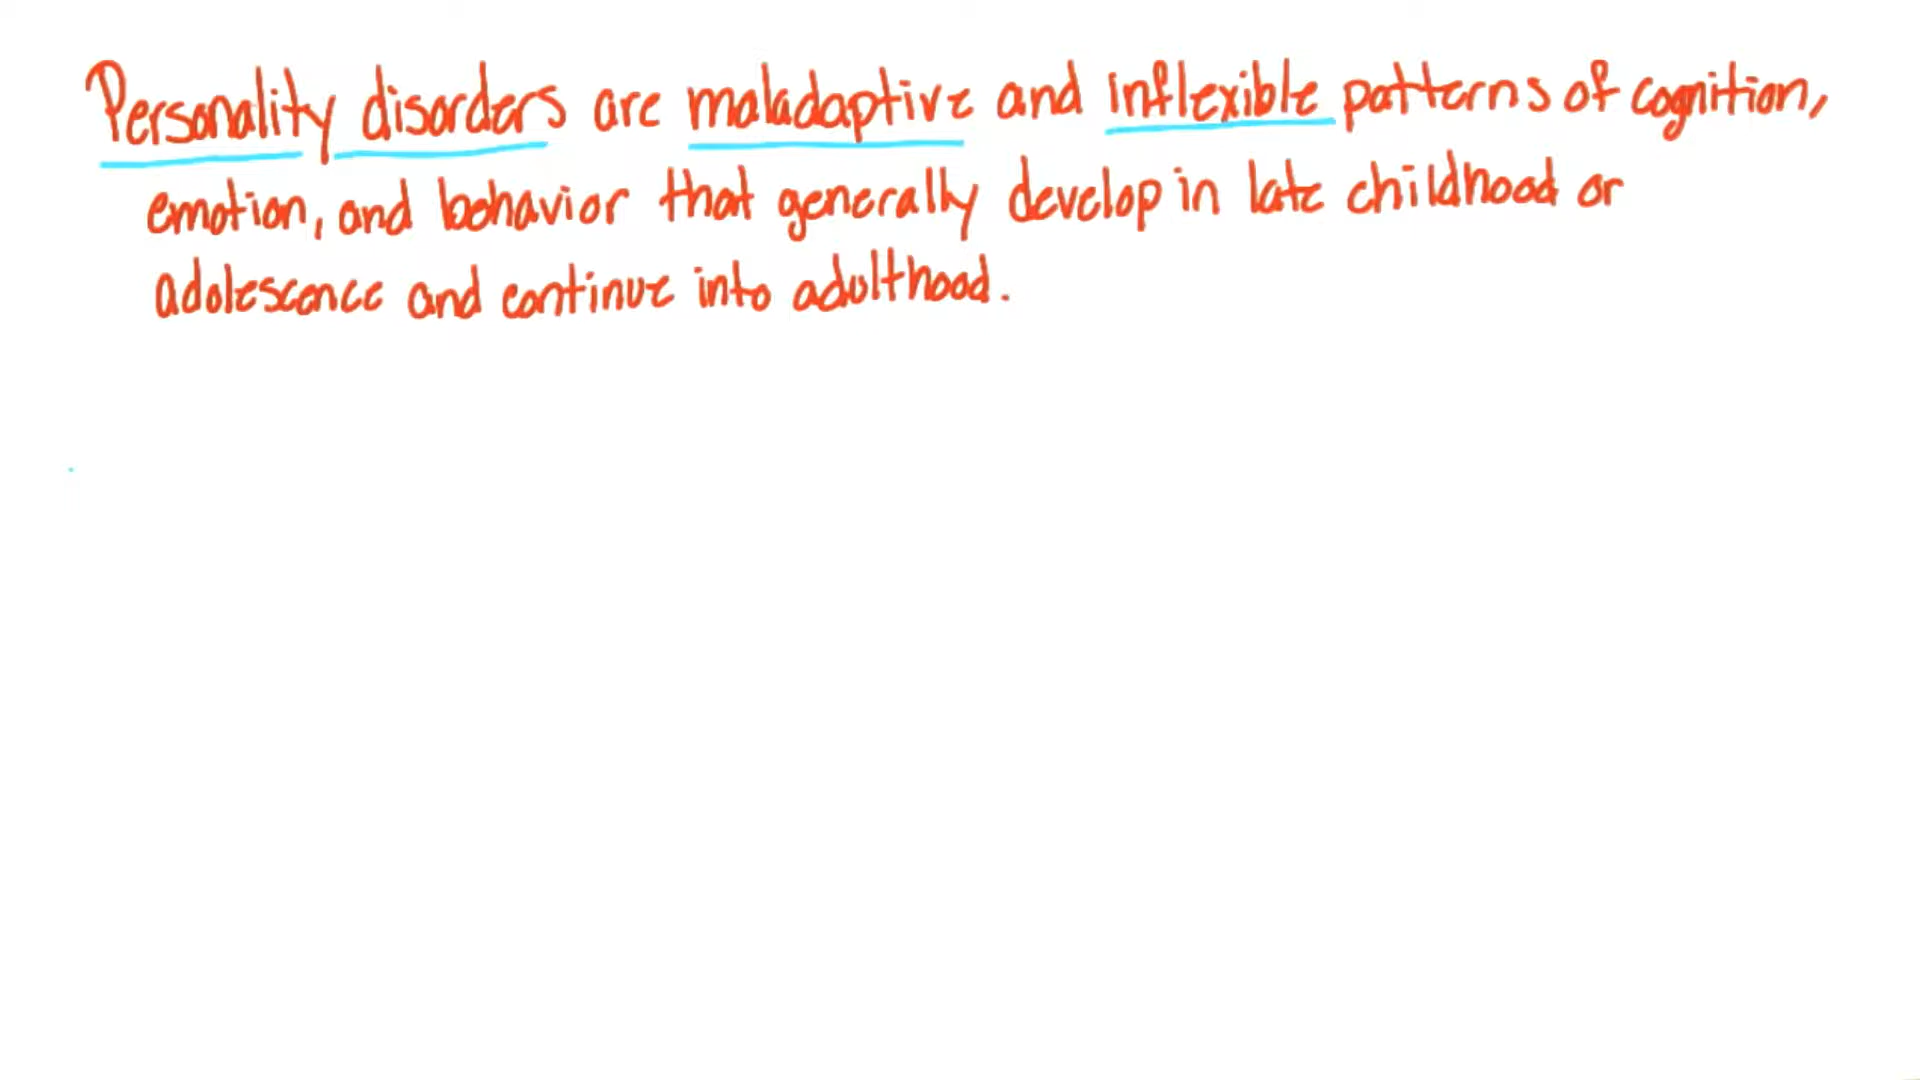 Personality disorders are maladaptive and inflexible patterns of cognition,
emotion, and behavior that generally develop in late childhood or
adolescence and continue into adulthood.